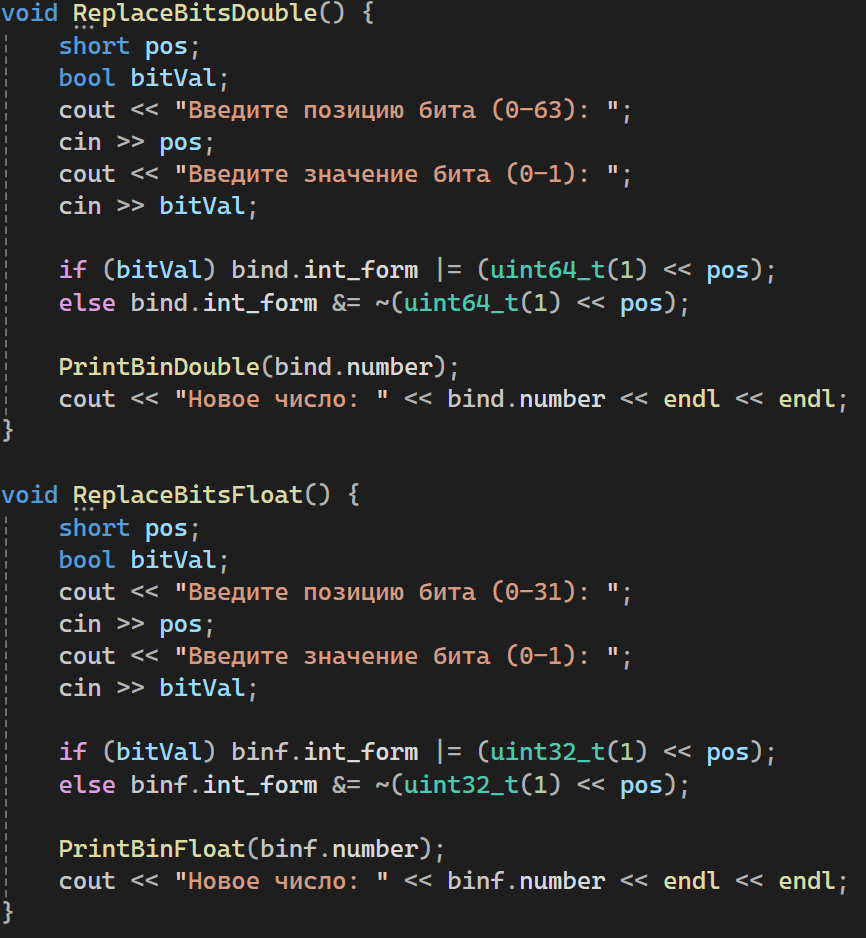 void ReplaceBitsDouble() {
    short pos;
    bool bitVal;
    cout << "Введите позицию бита (0-63): ";
    cin >> pos;
    cout << "Введите значение бита (0-1): ";
    cin >> bitVal;

    if (bitVal) bind.int_form |= (uint64_t(1) << pos);
    else bind.int_form &= ~(uint64_t(1) << pos);

    PrintBinDouble(bind.number);
    cout << "Новое число: " << bind.number << endl << endl;
}

void ReplaceBitsFloat() {
    short pos;
    bool bitVal;
    cout << "Введите позицию бита (0-31): ";
    cin >> pos;
    cout << "Введите значение бита (0-1): ";
    cin >> bitVal;

    if (bitVal) binf.int_form |= (uint32_t(1) << pos);
    else binf.int_form &= ~(uint32_t(1) << pos);

    PrintBinFloat(binf.number);
    cout << "Новое число: " << binf.number << endl << endl;
}